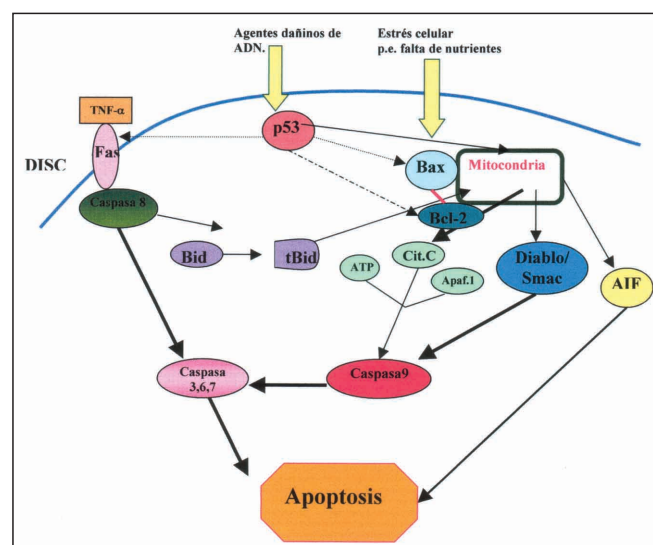 Agentes dañinos de
ADN.
Estrés celular
p.e. falta de nutrientes
TNF-α
p53
Fas
DISC
Bax
Mitocondria
Caspasa 8
Bcl-2
Bid
tBid
Cit.C
ATP
Apaf.1
Diablo/
Smac
AIF
Caspasa
3,6,7
Caspasa9
Apoptosis